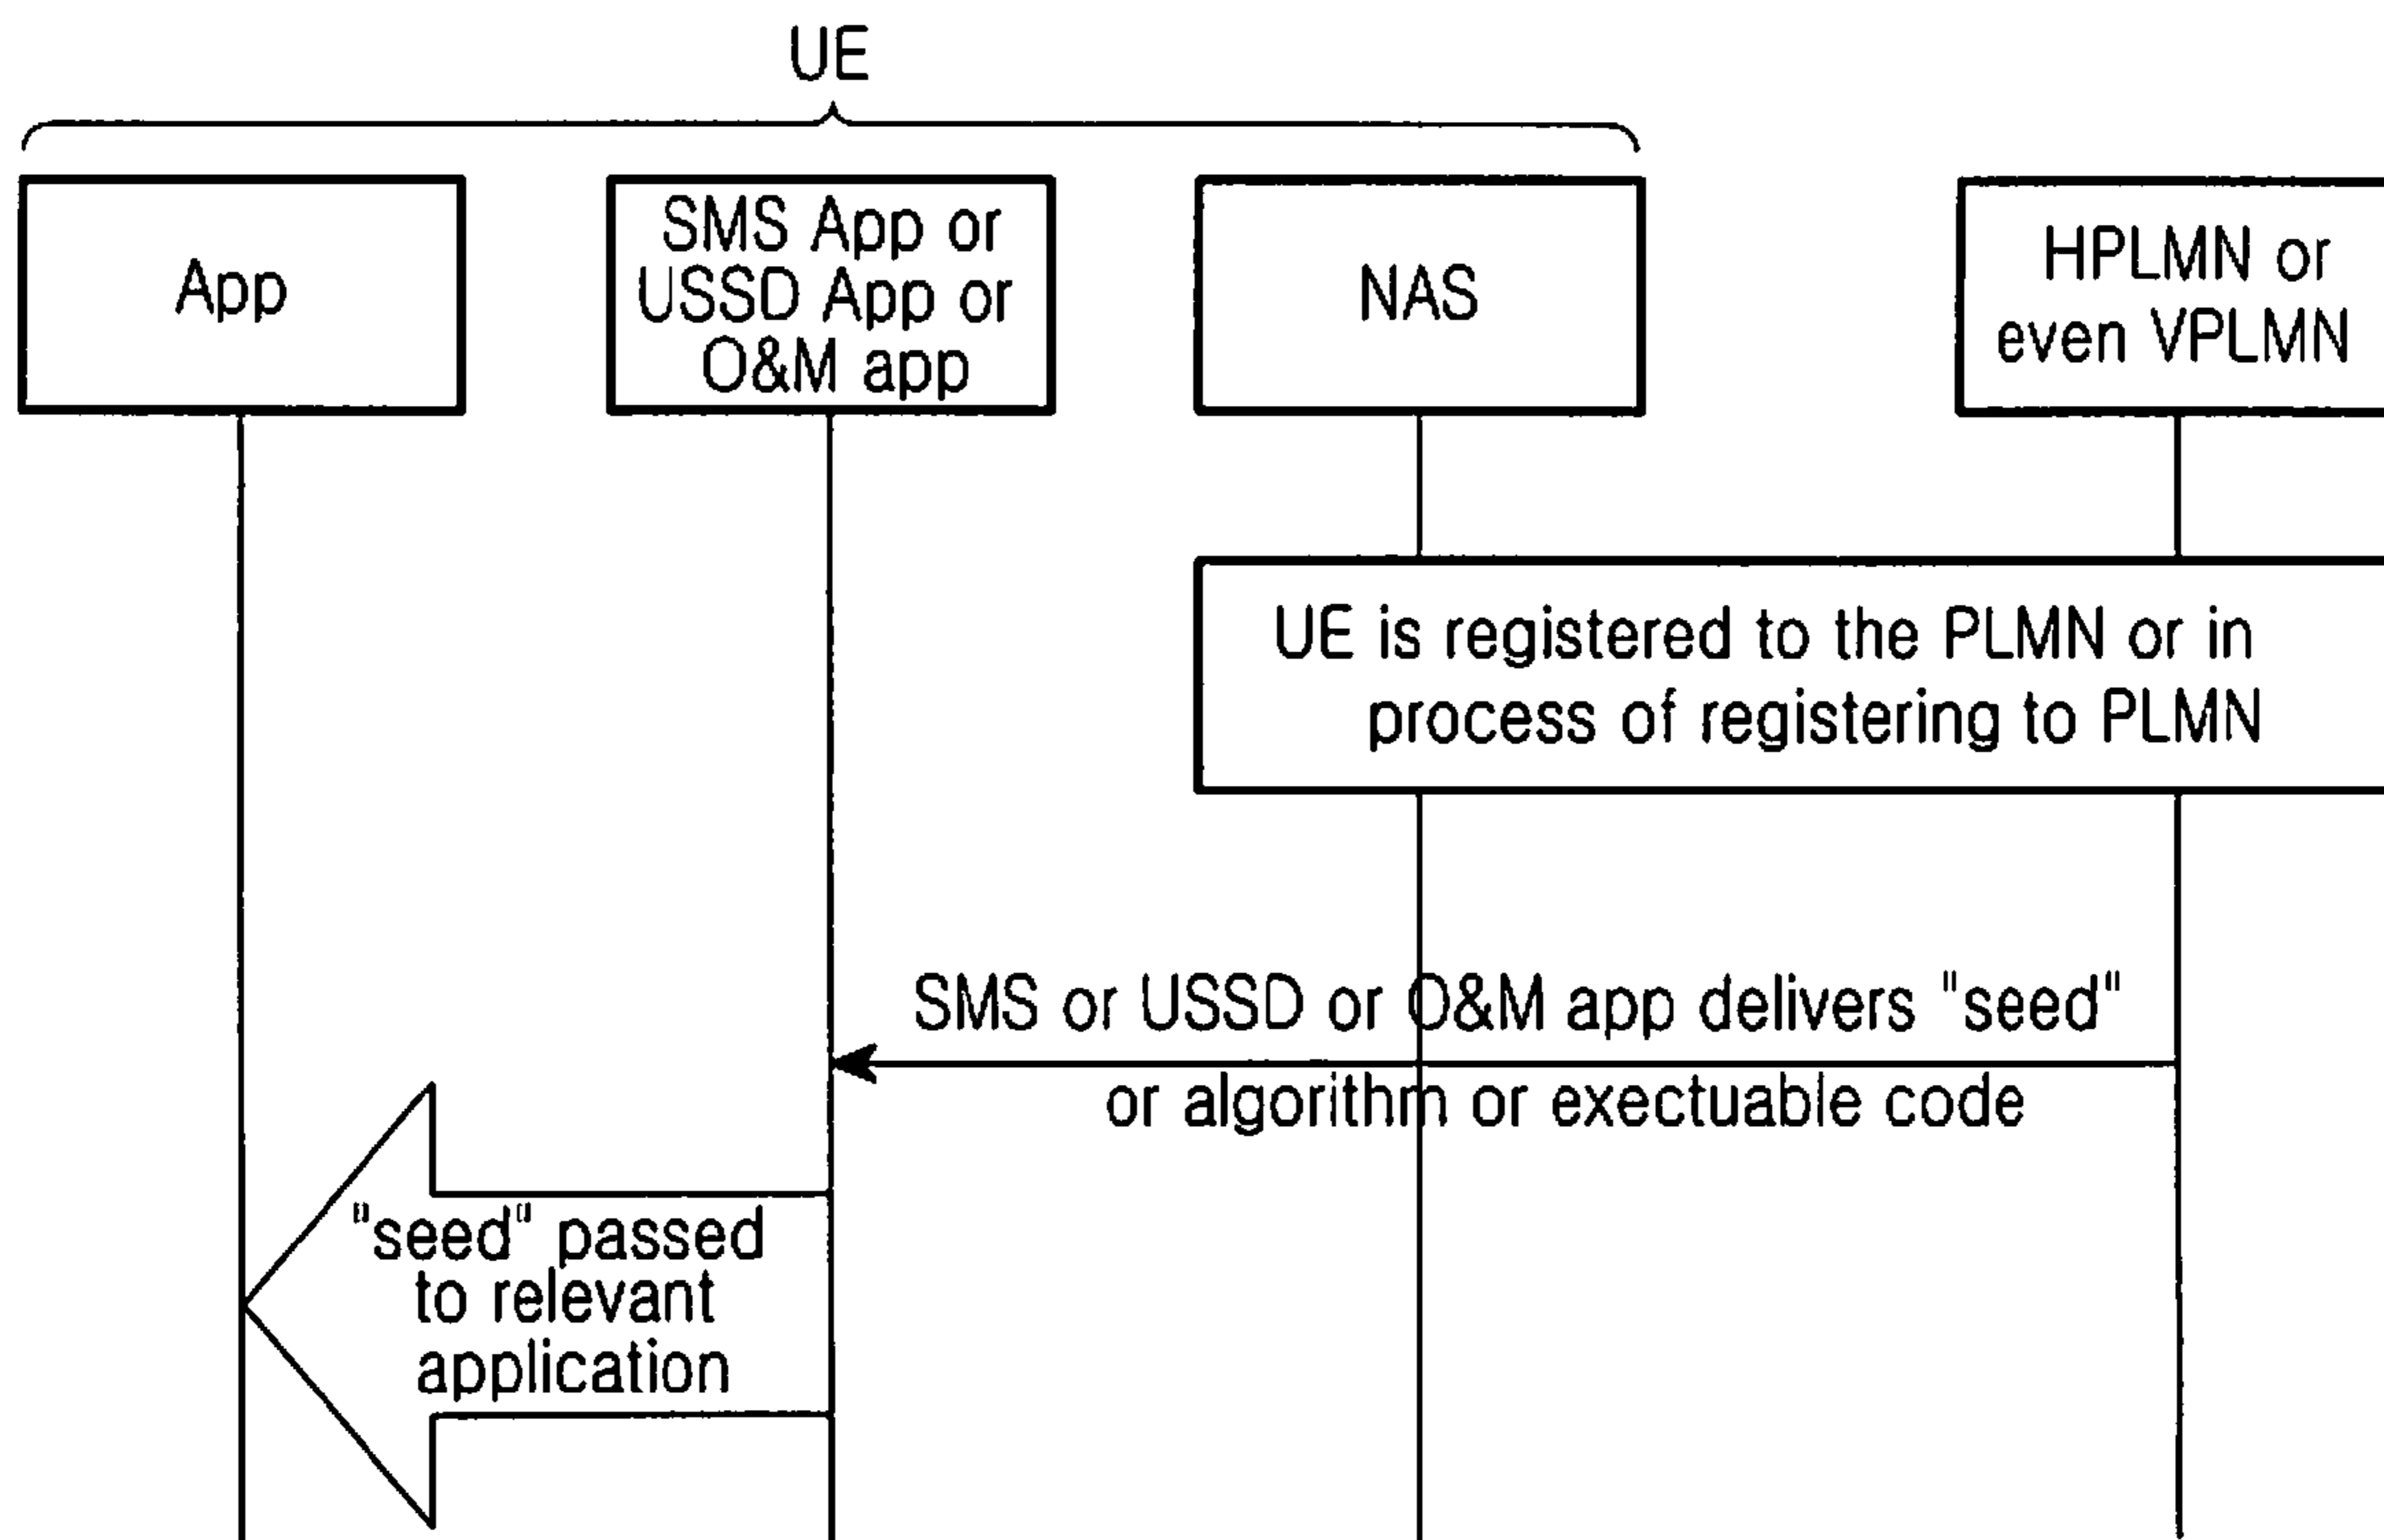 UE
App
SMS App or
USSD App or
O&M app
NAS
HPLMN or
even VPLMN
UE is registered to the PLMN or in
process of registering to PLMN
SMS or USSD or O&M app delivers "seed"
or algorithm or exectuable code
"seed" passed
to relevant
application